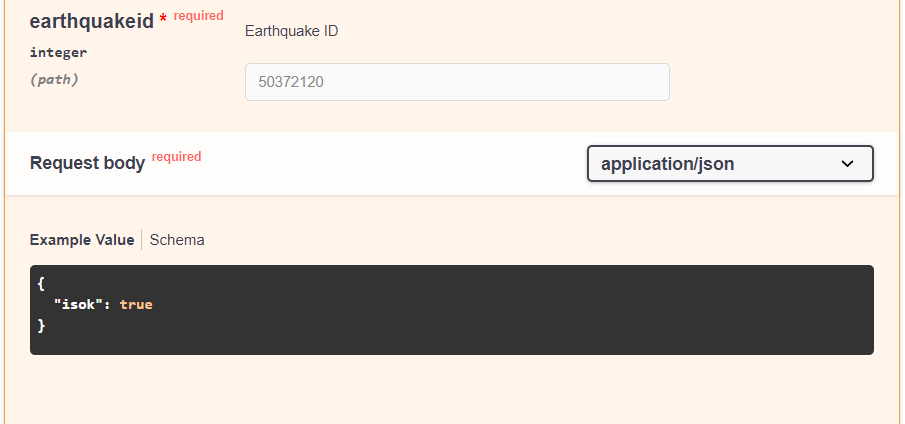 earthquakeid * required
Earthquake ID
integer
(path)
50372120
Request body required
application/json
Example Value
Schema
{
"isok": true
}